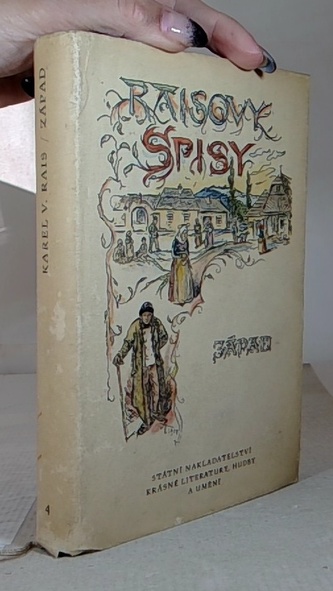 KAREL V. RAIS / ZÁPAD
4
RAISOVY
SPISY
ZÁPAD
STÁTNÍ NAKLADATELSTVÍ
KRÁSNÉ LITERATURY, HUDBY
A UMĚNÍ